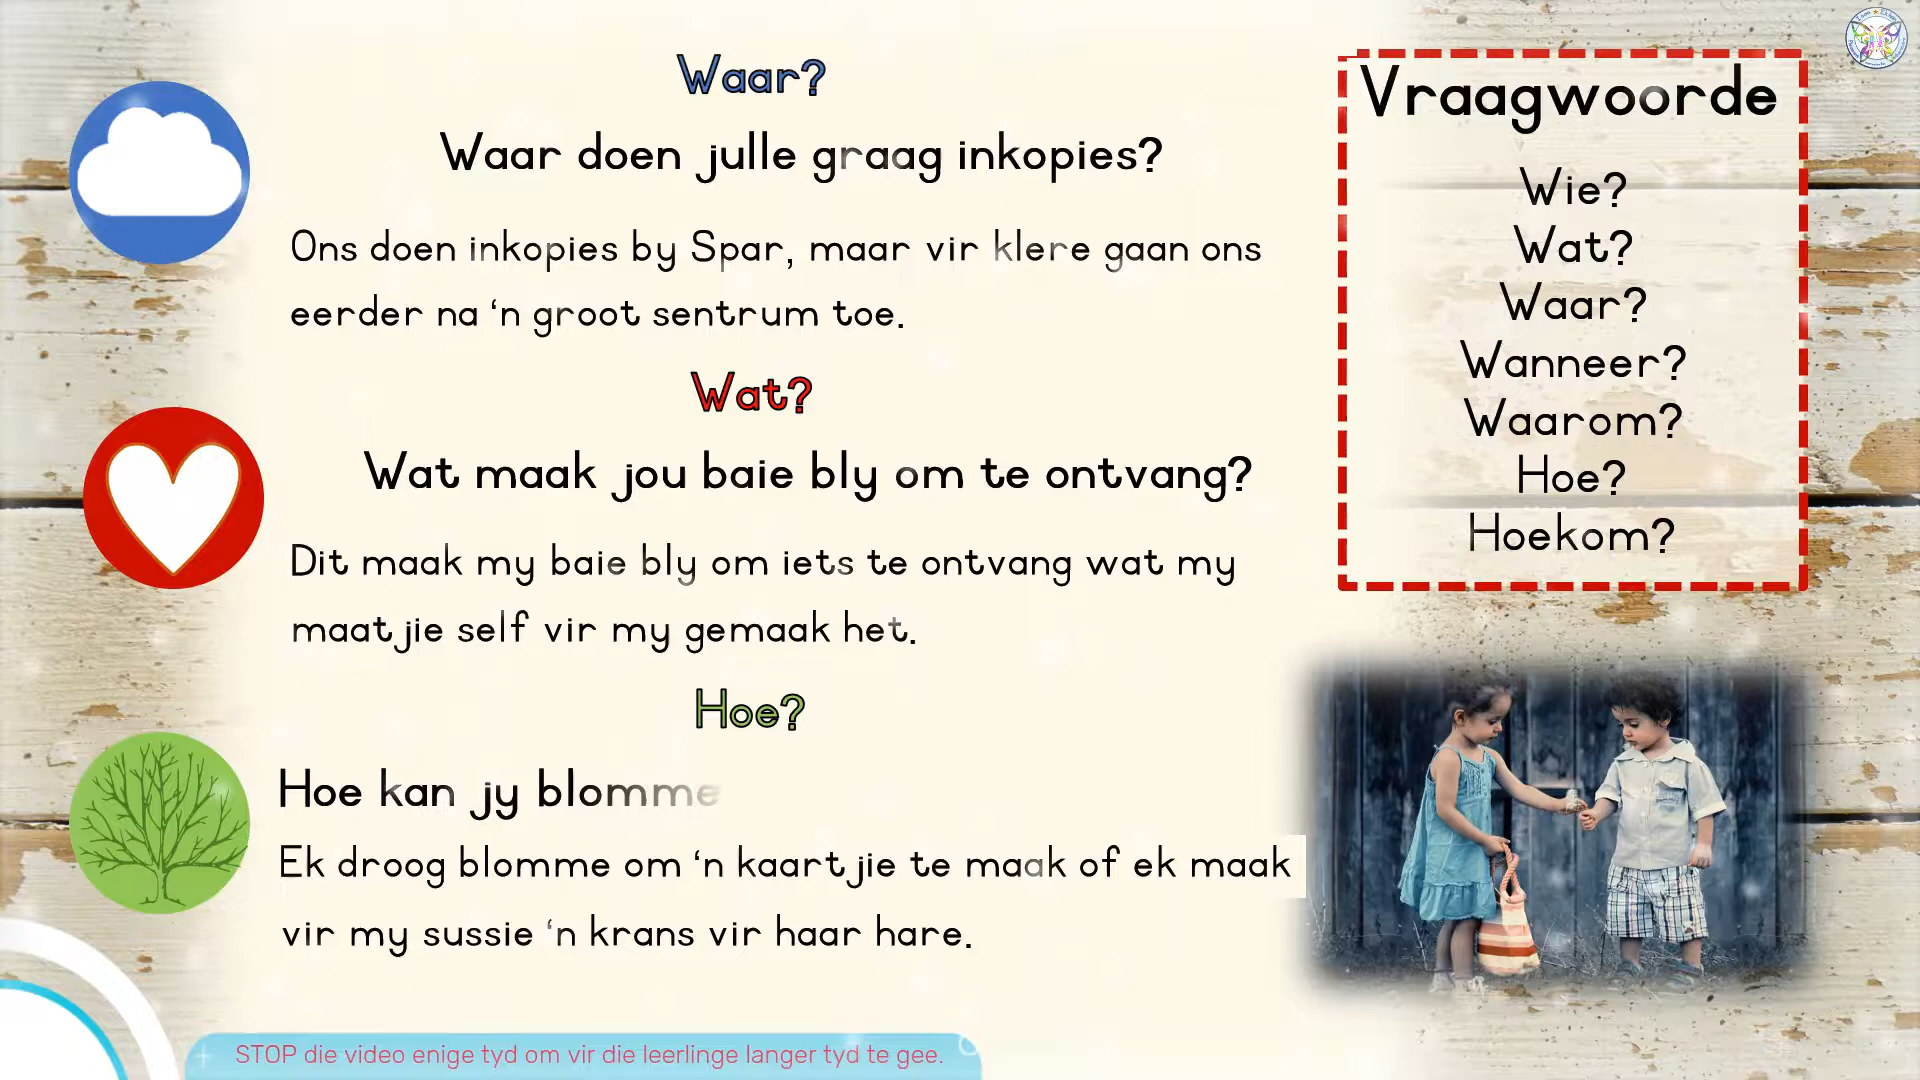 Waar?
Waar doen julle graag inkopies?
Ons doen inkopies by Spar, maar vir klere gaan ons
eerder na ‘n groot sentrum toe.
Wat?
Wat maak jou baie bly om te ontvang?
Dit maak my baie bly om iets te ontvang wat my
maatjie self vir my gemaak het.
Hoe?
Hoe kan jy blomme
Ek droog blomme om ‘n kaartjie te maak of ek maak
vir my sussie ‘n krans vir haar hare.
Vraagwoorde
Wie?
Wat?
Waar?
Wanneer?
Waarom?
Hoe?
Hoekom?
STOP die video enige tyd om vir die leerlinge langer tyd te gee.